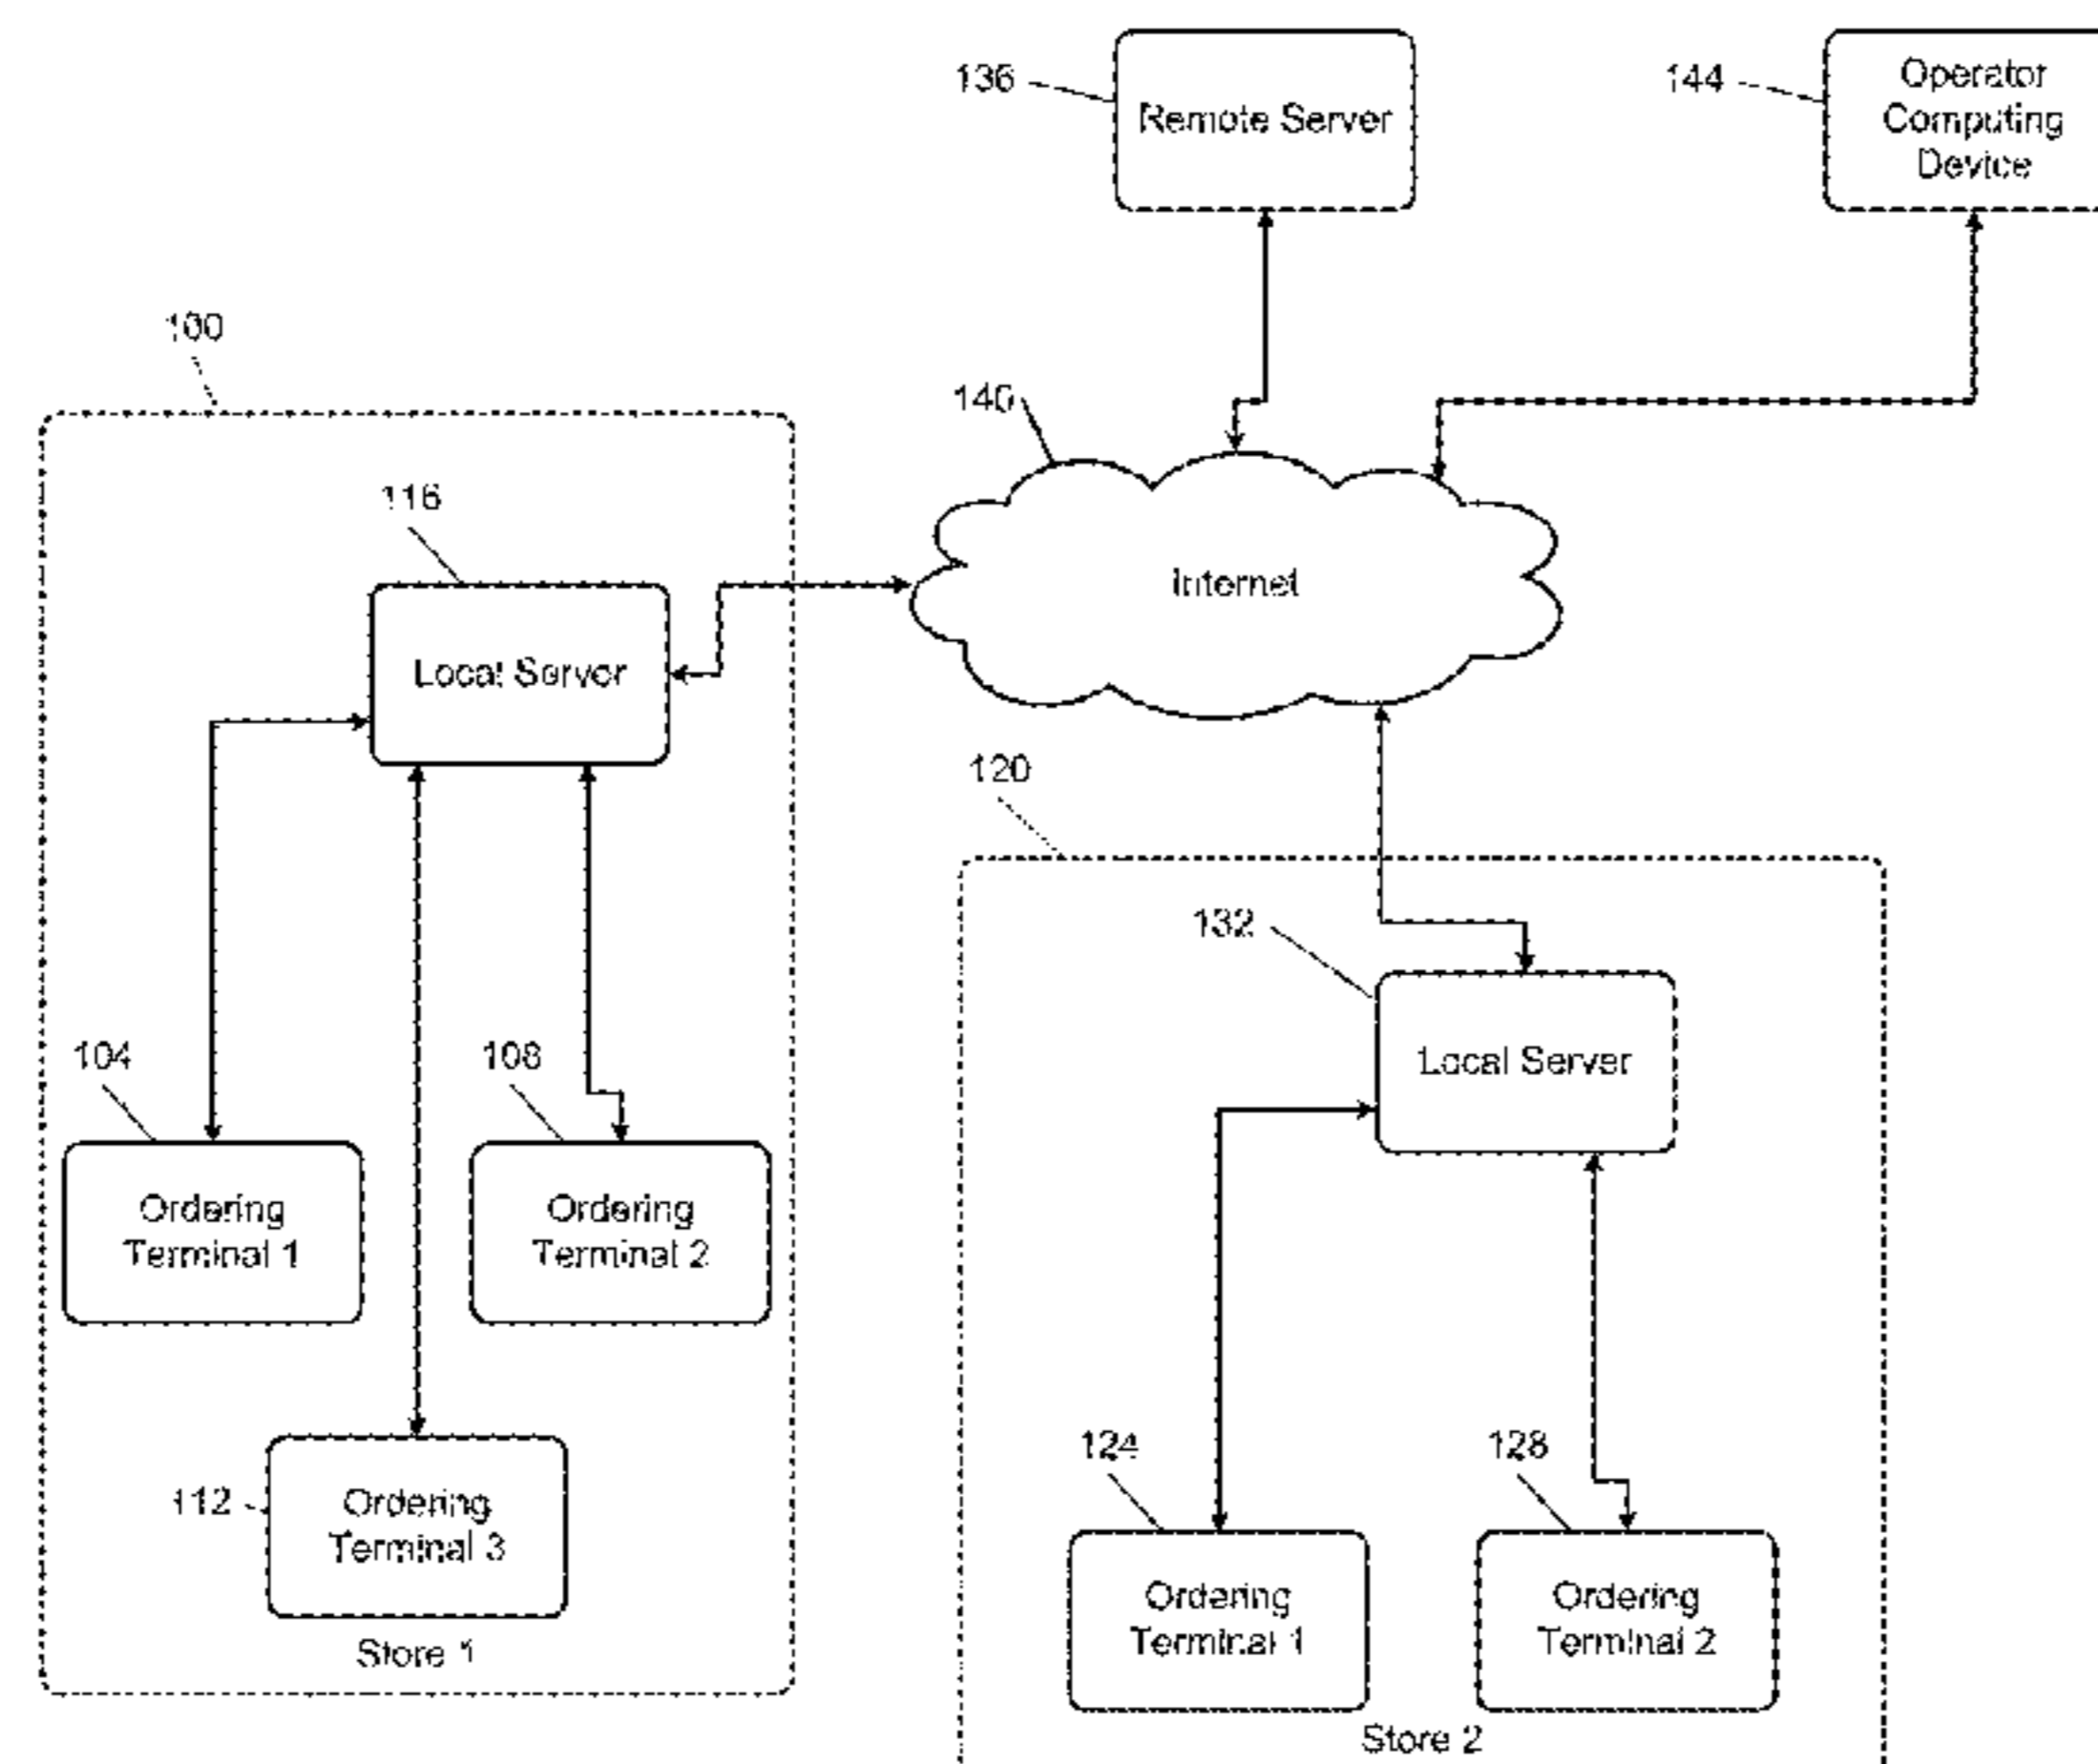 136
Remote Server
144
Operator
Computing
Device
100
140
116
Internet
Local Server
120
132
104
108
Local Server
Ordering
Terminal 1
Ordering
Terminal 2
124
128
112
Ordering
Terminal 3
Ordering
Terminal 1
Ordering
Terminal 2
Store 1
Store 2